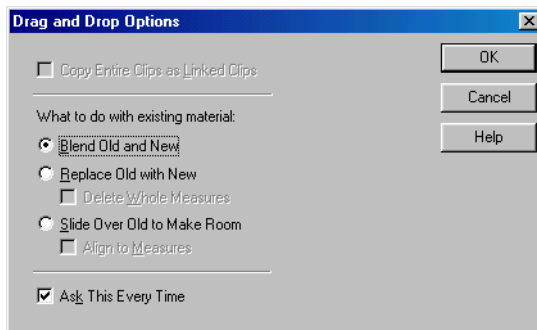 Drag and Drop Options
OK
Copy Entire Clips as Linked Clips
Cancel
What to do with existing material:
Help
Blend Old and New
Replace Old with New
Delete Whole Measures
Slide Over Old to Make Room
Align to Measures
Ask This Every Time